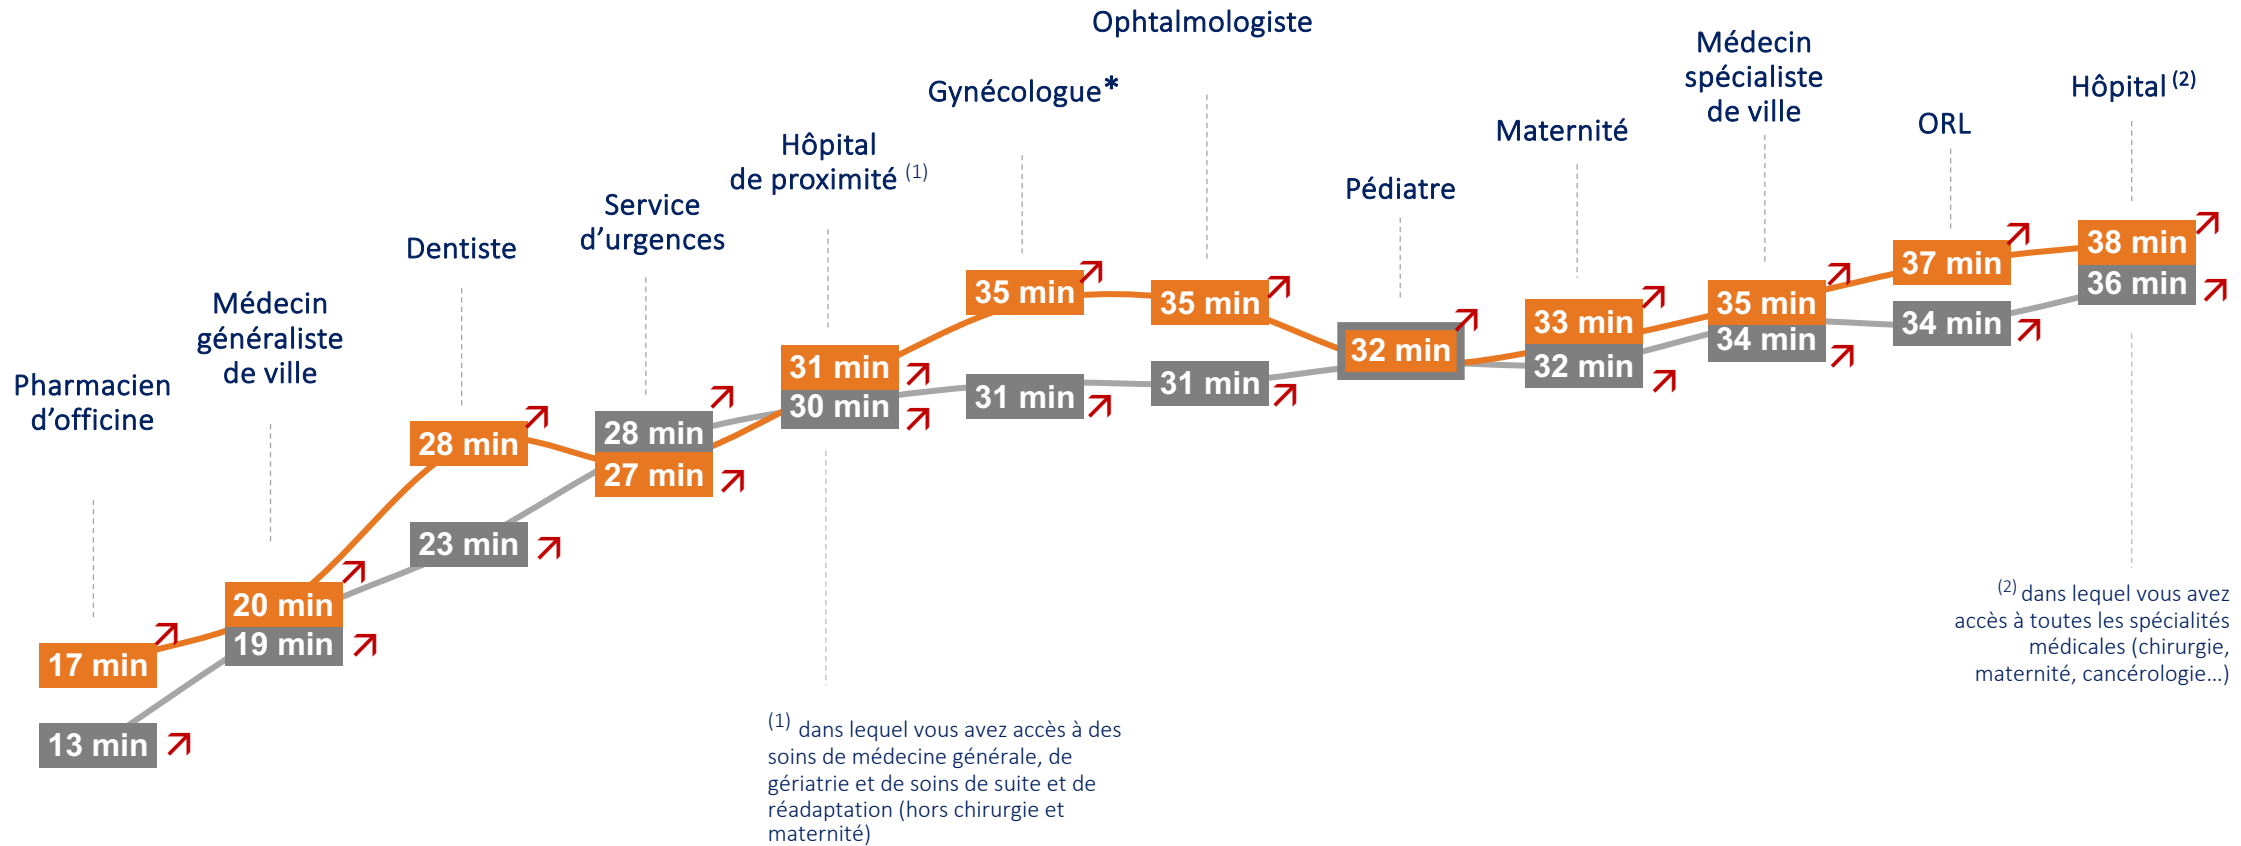 Pharmacien
d’officine
17 min
13 min
Médecin
généraliste
de ville
20 min
19 min
Dentiste
28 min
23 min
Service
d’urgences
28 min
27 min
Hôpital
de proximité (1)
31 min
30 min
Gynécologue*
35 min
31 min
Ophtalmologiste
35 min
31 min
Pédiatre
32 min
Maternité
33 min
32 min
Médecin
spécialiste
de ville
35 min
34 min
ORL
37 min
34 min
Hôpital (2)
38 min
36 min
(1) dans lequel vous avez accès à des
soins de médecine générale, de
gériatrie et de soins de suite et de
réadaptation (hors chirurgie et
maternité)
(2) dans lequel vous avez
accès à toutes les spécialités
médicales (chirurgie,
maternité, cancérologie…)